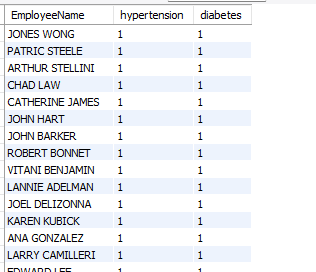 EmployeeName hypertension diabetes
JONES WONG 1 1
PATRIC STEELE 1 1
ARTHUR STELLINI 1 1
CHAD LAW 1 1
CATHERINE JAMES 1 1
JOHN HART 1 1
JOHN BARKER 1 1
ROBERT BONNET 1 1
VITANI BENJAMIN 1 1
LANNIE ADELMAN 1 1
JOEL DELIZONNA 1 1
KAREN KUBICK 1 1
ANA GONZALEZ 1 1
LARRY CAMILLERI 1 1
EDWARD LEE 1 1